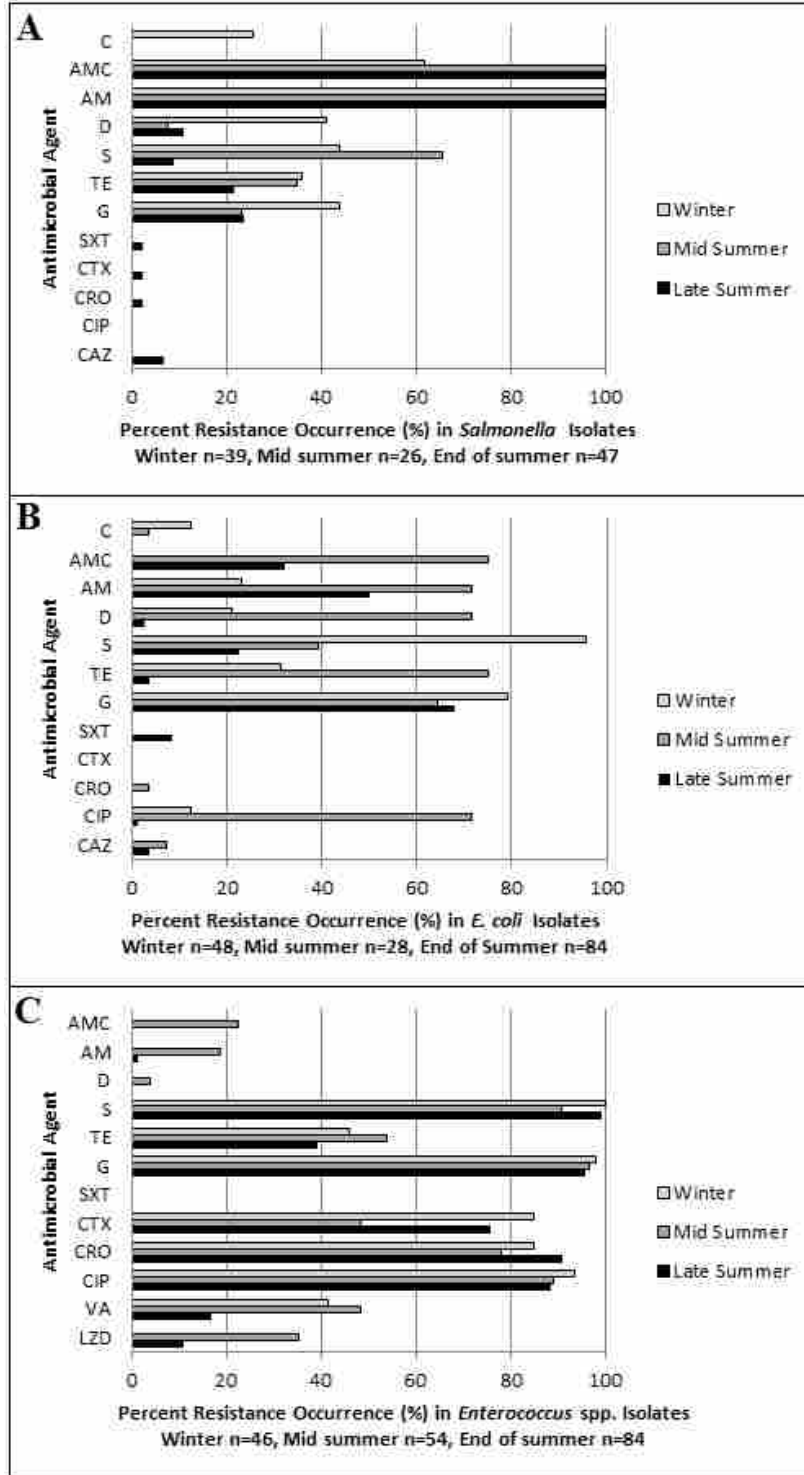 A
C
AMC
AM
D
S
TE
G
SXT
CTX
CRO
CIP
CAZ
Antimicrobial Agent
Winter
Mid Summer
Late Summer
0 20 40 60 80 100
Percent Resistance Occurrence (%) in Salmonella Isolates
Winter n=39, Mid summer n=26, End of summer n=47
B
C
AMC
AM
D
S
TE
G
SXT
CTX
CRO
CIP
CAZ
Antimicrobial Agent
Winter
Mid Summer
Late Summer
0 20 40 60 80 100
Percent Resistance Occurrence (%) in E. coli Isolates
Winter n=48, Mid summer n=28, End of Summer n=84
C
AMC
AM
D
S
TE
G
SXT
CTX
CRO
CIP
VA
LZD
Antimicrobial Agent
Winter
Mid Summer
Late Summer
0 20 40 60 80 100
Percent Resistance Occurrence (%) in Enterococcus spp. Isolates
Winter n=46, Mid summer n=54, End of summer n=84